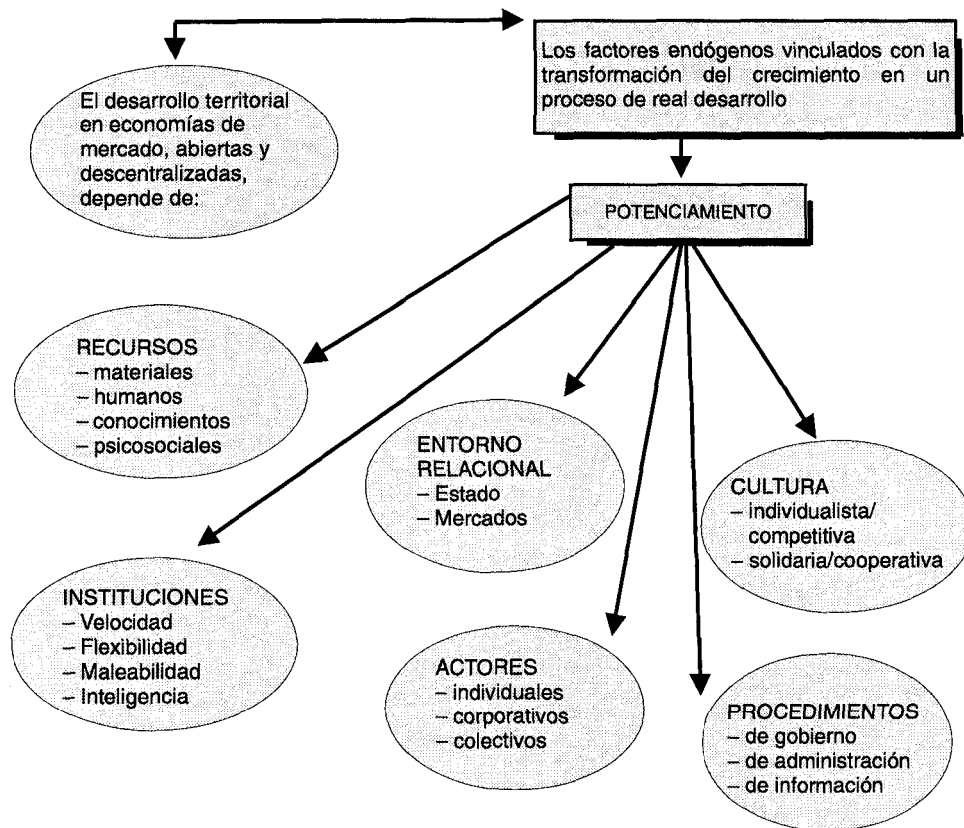 El desarrollo territorial
en economías de
mercado, abiertas y
descentralizadas,
depende de:
Los factores endógenos vinculados con la
transformación del crecimiento en un
proceso de real desarrollo
POTENCIAMIENTO
RECURSOS
– materiales
– humanos
– conocimientos
– psicosociales
ENTORNO
RELACIONAL
– Estado
– Mercados
CULTURA
– individualista/
competitiva
– solidaria/cooperativa
INSTITUCIONES
– Velocidad
– Flexibilidad
– Maleabilidad
– Inteligencia
ACTORES
– individuales
– corporativos
– colectivos
PROCEDIMIENTOS
– de gobierno
– de administración
– de información